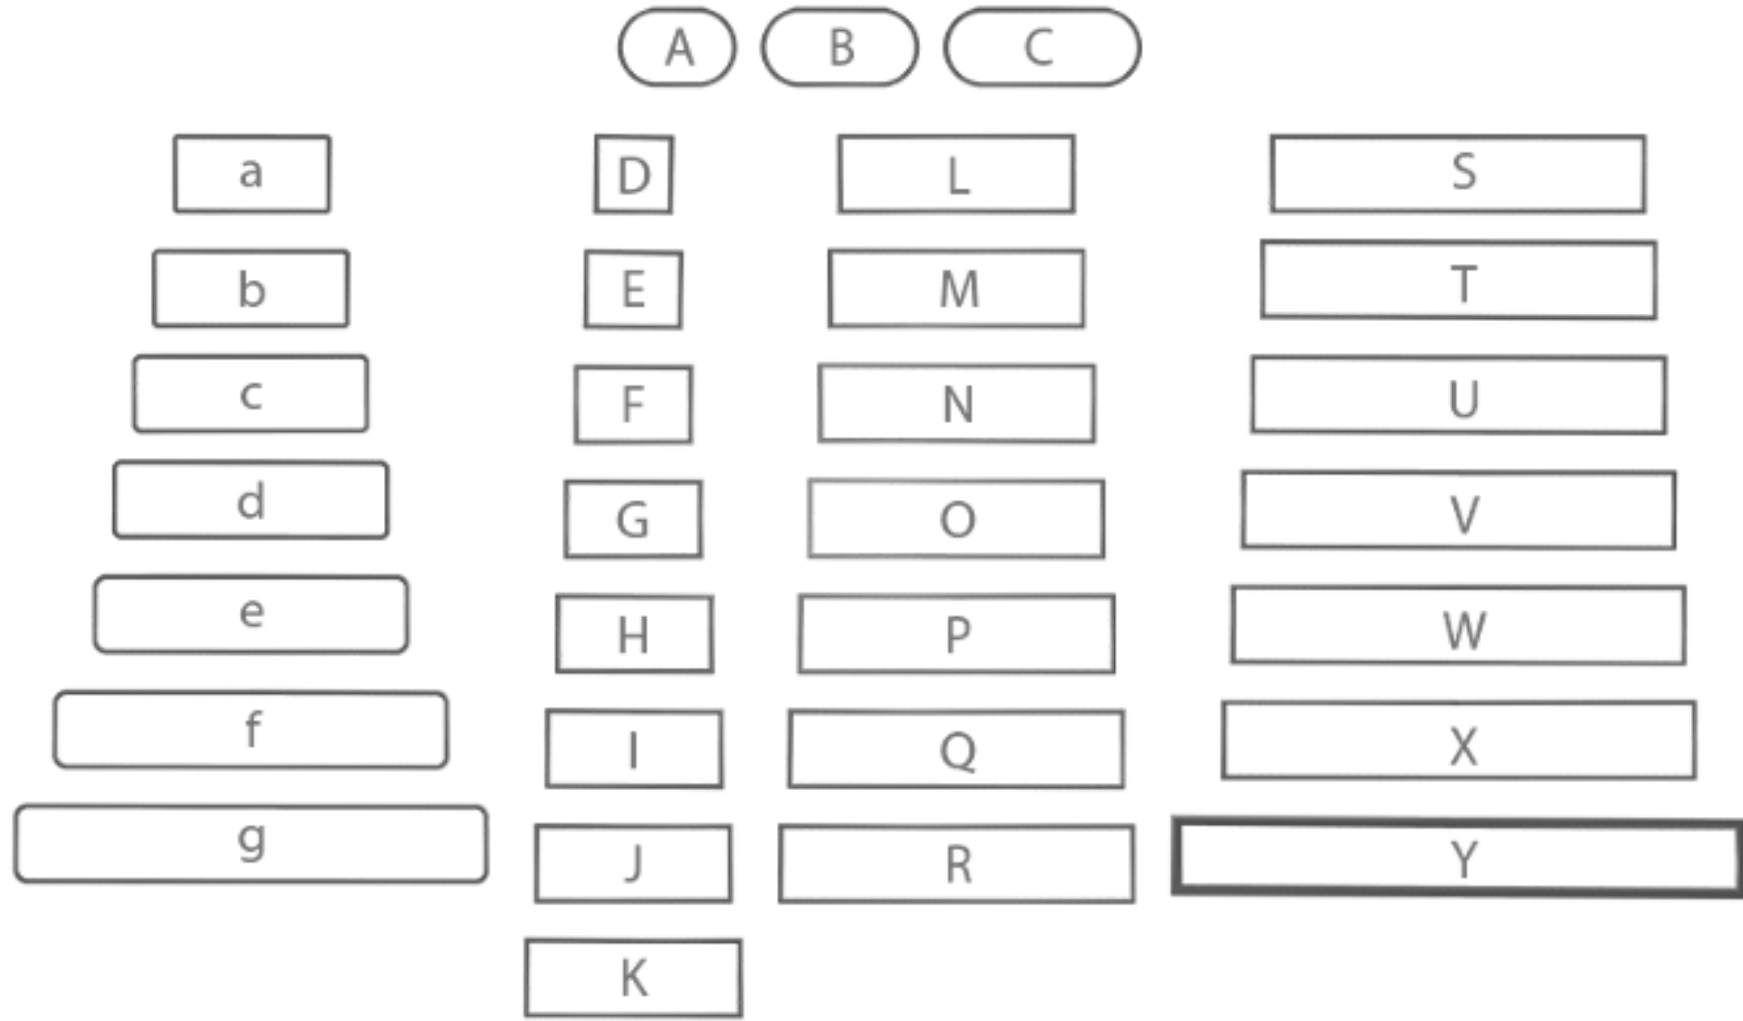 A B C
a D L S
b E M T
c F N U
d G O V
e H P W
f I Q X
g J R Y
K